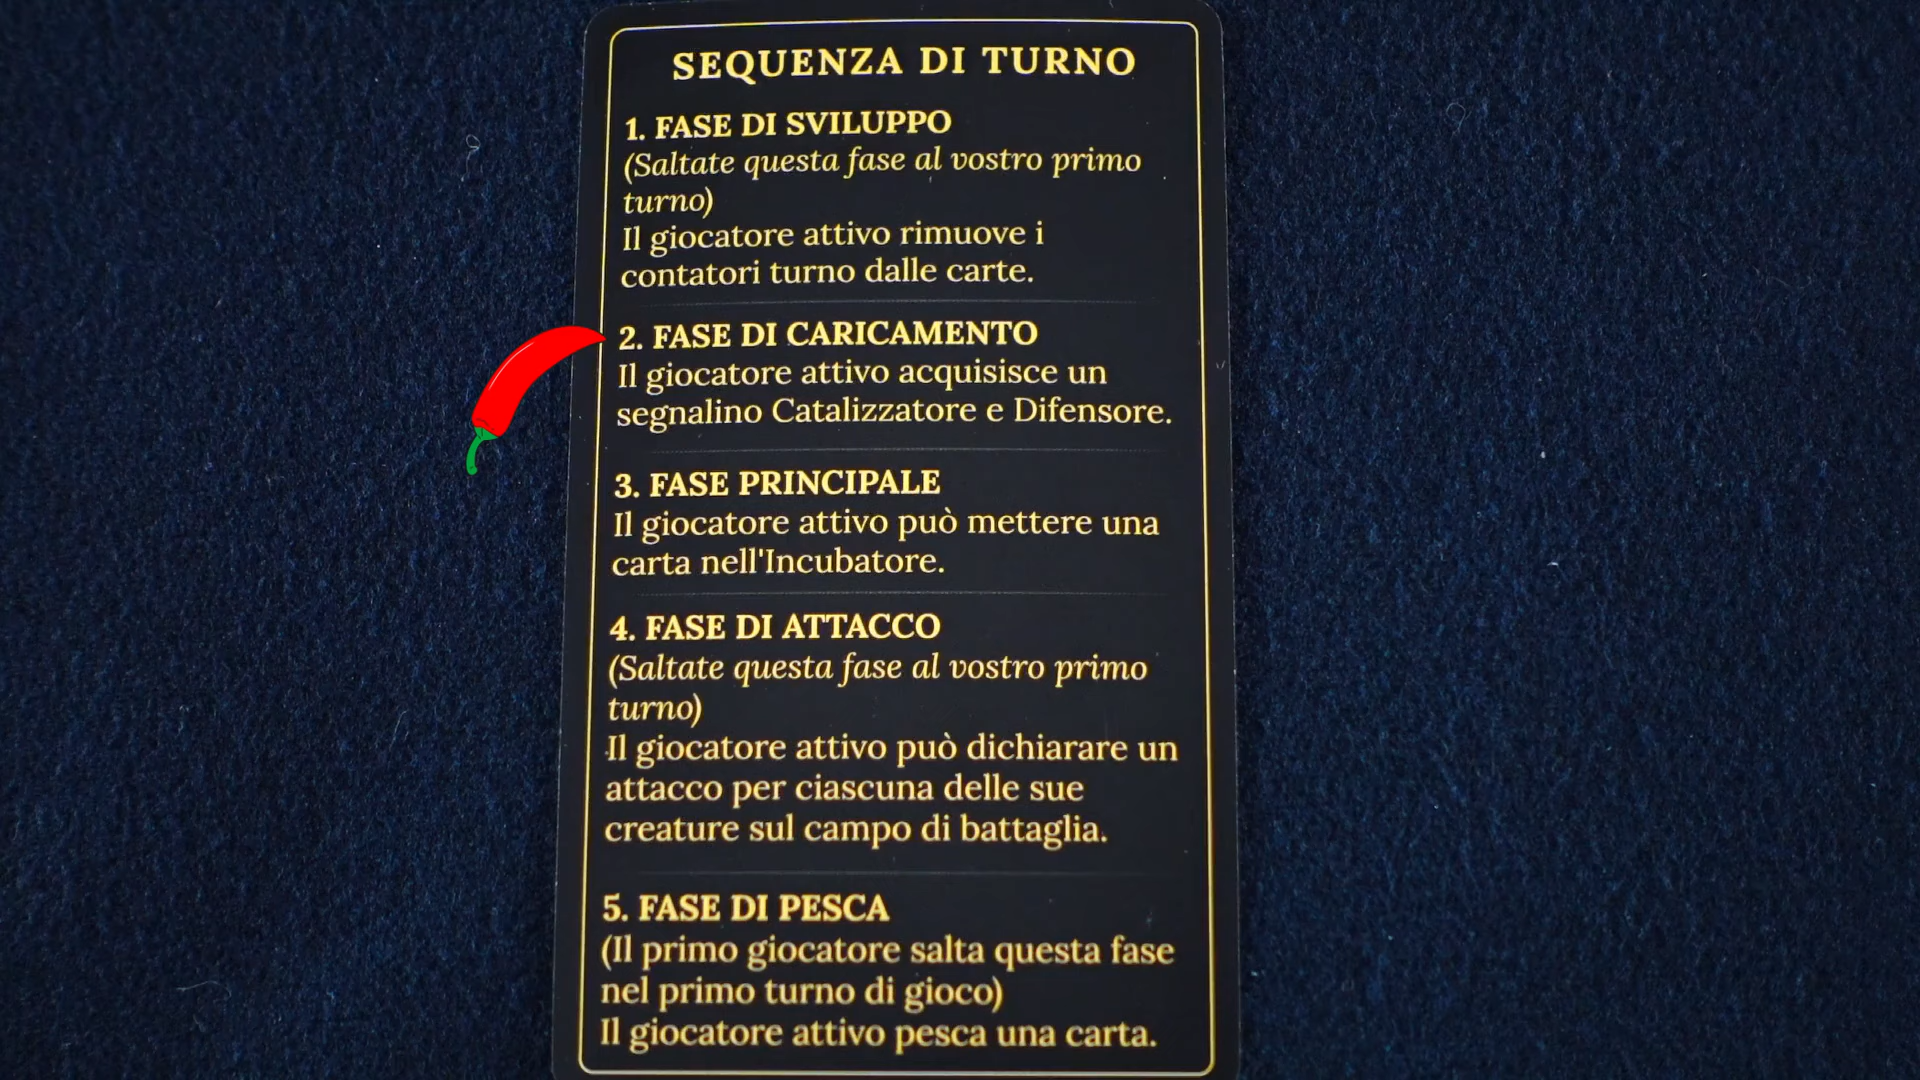 SEQUENZA DI TURNO
1. FASE DI SVILUPPO
(Saltate questa fase al vostro primo
turno)
Il giocatore attivo rimuove i
contatori turno dalle carte.
2. FASE DI CARICAMENTO
Il giocatore attivo acquisisce un
segnalino Catalizzatore e Difensore.
3. FASE PRINCIPALE
Il giocatore attivo può mettere una
carta nell'Incubatore.
4. FASE DI ATTACCO
(Saltate questa fase al vostro primo
turno)
Il giocatore attivo può dichiarare un
attacco per ciascuna delle sue
creature sul campo di battaglia.
5. FASE DI PESCA
(Il primo giocatore salta questa fase
nel primo turno di gioco)
Il giocatore attivo pesca una carta.